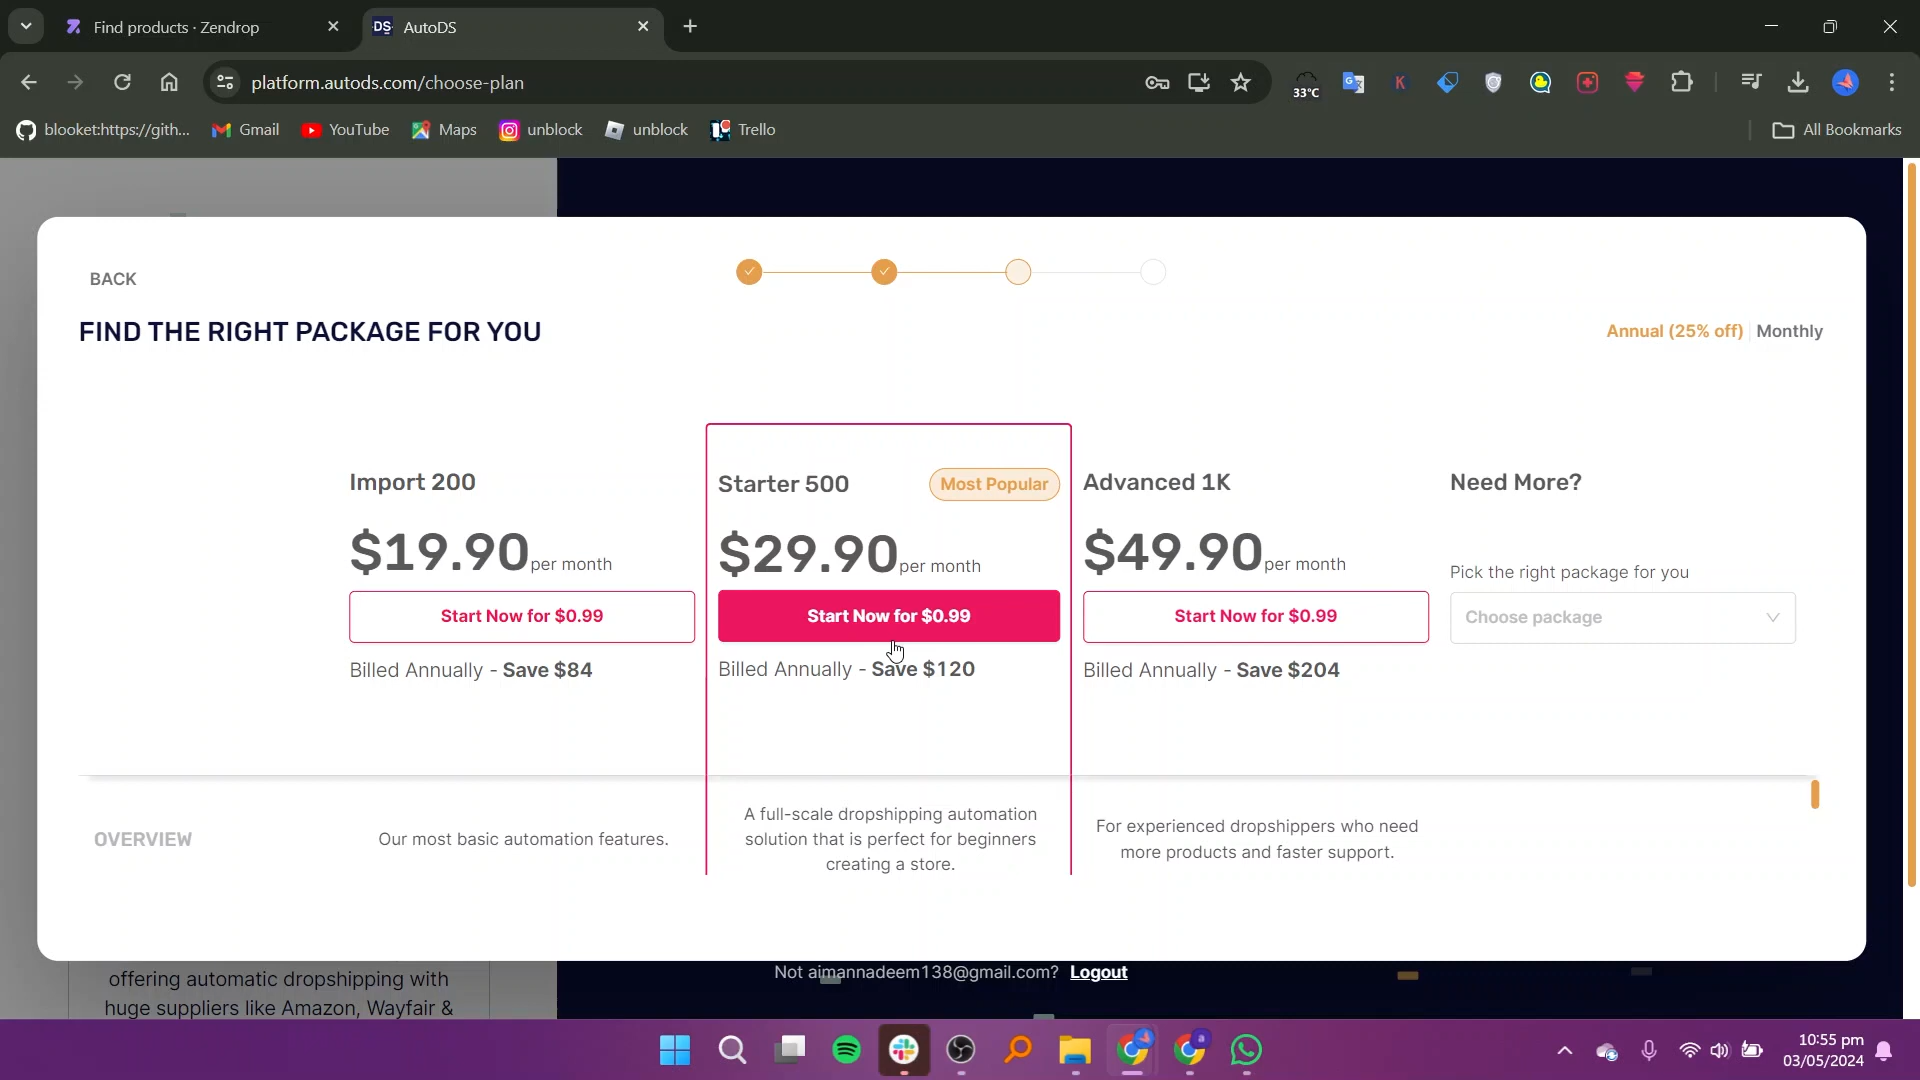 Find products · Zendrop
DS AutoDS
platform.autods.com/choose-plan
33°C
K
blooket:https://gith...
Gmail
YouTube
Maps
unblock
unblock
Trello
All Bookmarks
BACK
FIND THE RIGHT PACKAGE FOR YOU
Annual (25% off) Monthly
Import 200
$19.90 per month
Start Now for $0.99
Billed Annually - Save $84
Starter 500 Most Popular
$29.90 per month
Start Now for $0.99
Billed Annually - Save $120
Advanced 1K
$49.90 per month
Start Now for $0.99
Billed Annually - Save $204
Need More?
Pick the right package for you
Choose package
OVERVIEW
Our most basic automation features.
A full-scale dropshipping automation
solution that is perfect for beginners
creating a store.
For experienced dropshippers who need
more products and faster support.
offering automatic dropshipping with
huge suppliers like Amazon, Wayfair &
Not aimannadeem138@gmail.com? Logout
a
10:55 pm
03/05/2024